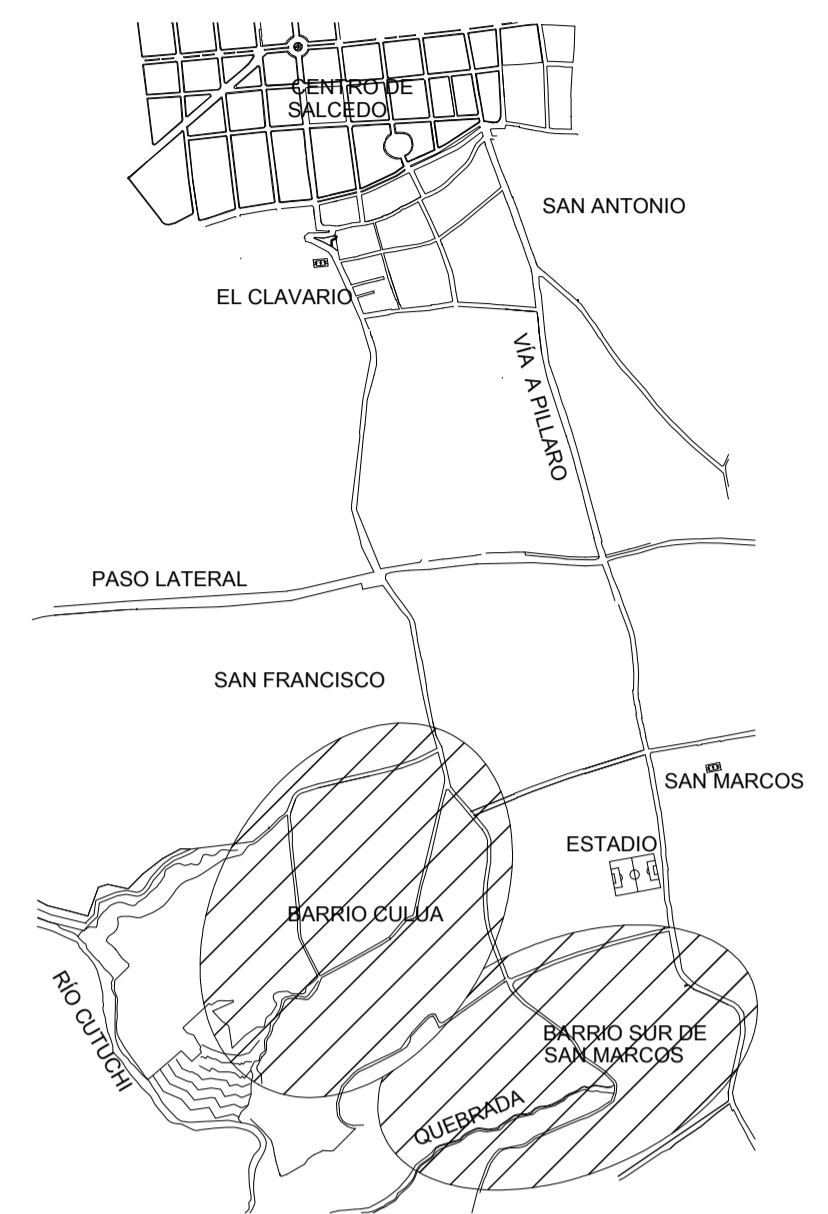 CENTRO DE
SALCEDO
SAN ANTONIO
EL CLAVARIO
VÍA A PILLARO
PASO LATERAL
SAN FRANCISCO
SAN MARCOS
ESTADIO
BARRIO CULUA
RÍO CUTUCHI
BARRIO SUR DE
SAN MARCOS
QUEBRADA